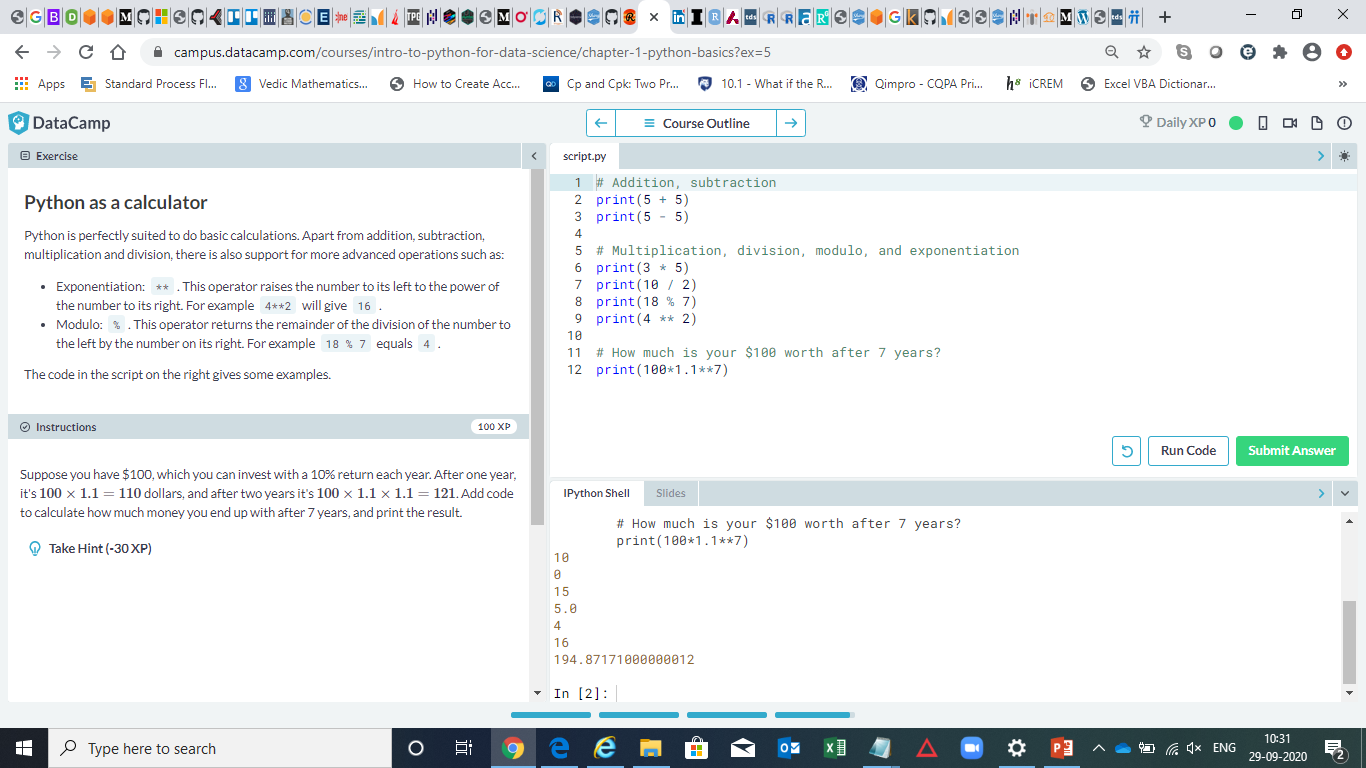 campus.datacamp.com/courses/intro-to-python-for-data-science/chapter-1-python-basics?ex=5
Apps Standard Process Fl... Vedic Mathematics... How to Create Acc... Cp and Cpk: Two Pr... 10.1 - What if the R... Qimpro - CQPA Pri... iCREM Excel VBA Dictionar... »
DataCamp
Course Outline
Daily XP 0
Exercise
Python as a calculator
Python is perfectly suited to do basic calculations. Apart from addition, subtraction,
multiplication and division, there is also support for more advanced operations such as:
• Exponentiation: ** . This operator raises the number to its left to the power of
the number to its right. For example 4**2 will give 16 .
• Modulo: % . This operator returns the remainder of the division of the number to
the left by the number on its right. For example 18 % 7 equals 4 .
The code in the script on the right gives some examples.
Instructions
100 XP
Suppose you have $100, which you can invest with a 10% return each year. After one year,
it's 100 × 1.1 = 110 dollars, and after two years it's 100 × 1.1 × 1.1 = 121. Add code
to calculate how much money you end up with after 7 years, and print the result.
Take Hint (-30 XP)
script.py
1 # Addition, subtraction
2 print(5 + 5)
3 print(5 - 5)
4
5 # Multiplication, division, modulo, and exponentiation
6 print(3 * 5)
7 print(10 / 2)
8 print(18 % 7)
9 print(4 ** 2)
10
11 # How much is your $100 worth after 7 years?
12 print(100*1.1**7)
Run Code
Submit Answer
IPython Shell
Slides
# How much is your $100 worth after 7 years?
print(100*1.1**7)
10
0
15
5.0
4
16
194.87171000000012
In [2]:
Type here to search
ENG
10:31
29-09-2020
2